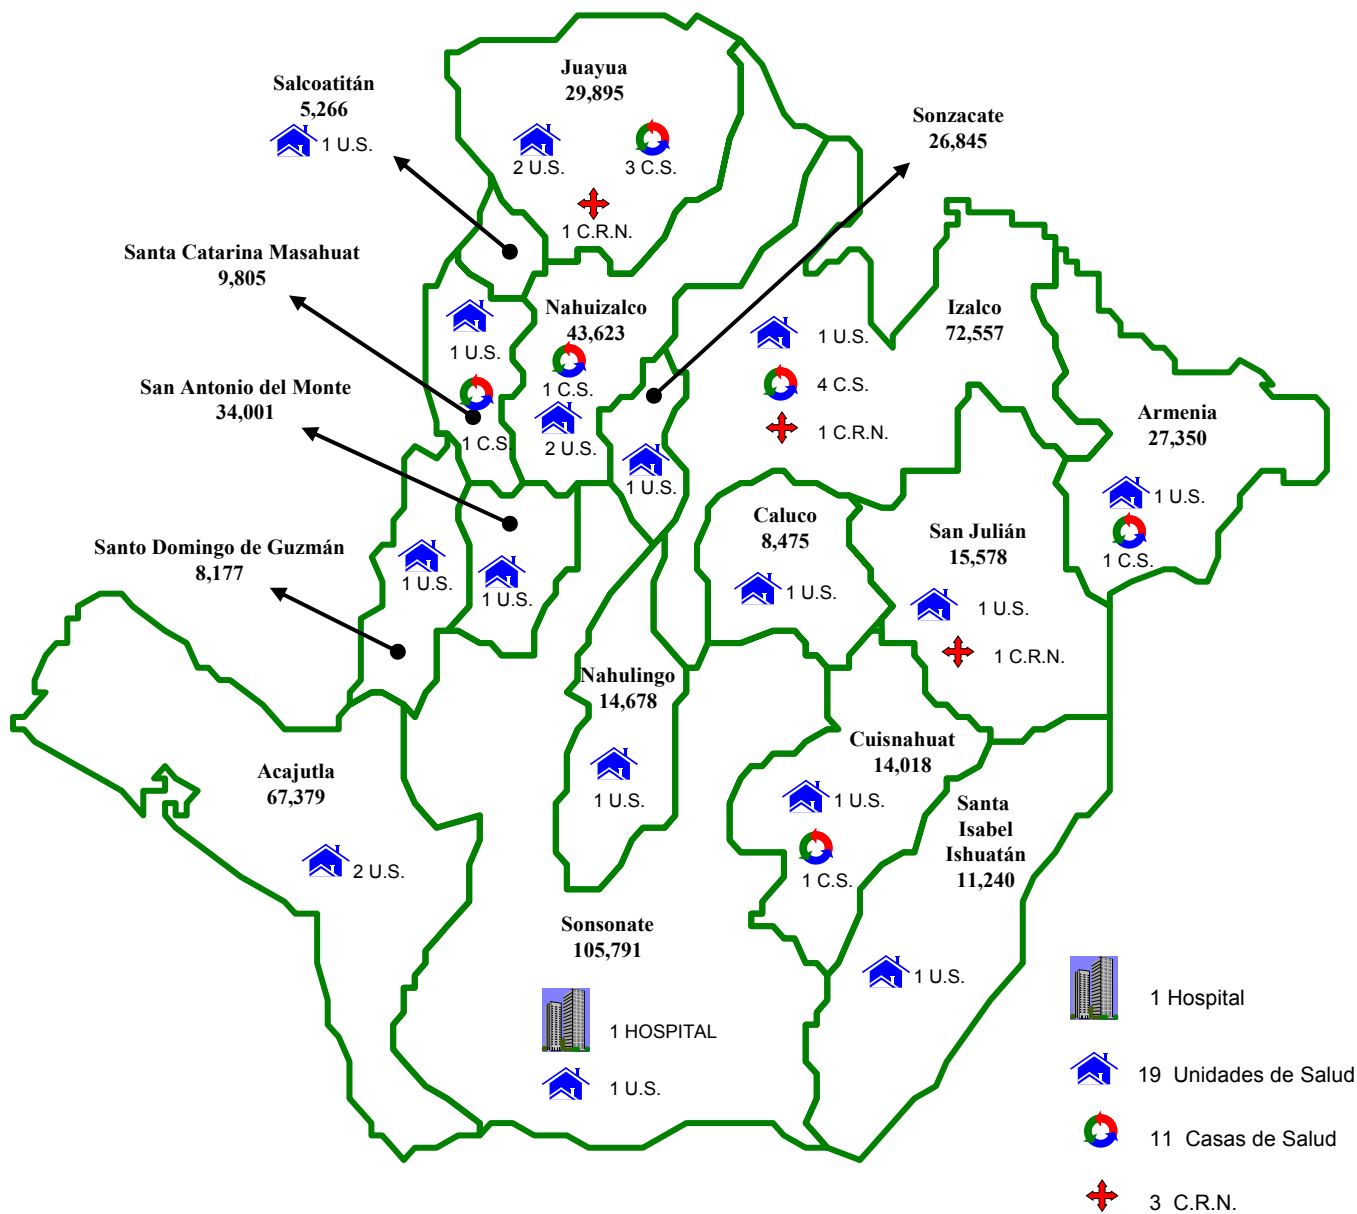 Juayua
29,895
2 U.S.
3 C.S.
1 C.R.N.
Salcoatitán
5,266
1 U.S.
Sonzacate
26,845
Santa Catarina Masahuat
9,805
1 U.S.
1 C.S.
Nahuizalco
43,623
1 C.S.
2 U.S.
1 U.S.
Izalco
72,557
1 U.S.
4 C.S.
1 C.R.N.
San Antonio del Monte
34,001
1 U.S.
Armenia
27,350
1 U.S.
1 C.S.
Caluco
8,475
1 U.S.
San Julián
15,578
1 U.S.
1 C.R.N.
Santo Domingo de Guzmán
8,177
1 U.S.
Nahulingo
14,678
1 U.S.
Cuisnahuat
14,018
1 U.S.
1 C.S.
Acajutla
67,379
2 U.S.
Santa
Isabel
Ishuatán
11,240
1 U.S.
Sonsonate
105,791
1 HOSPITAL
1 U.S.
1 Hospital
19 Unidades de Salud
11 Casas de Salud
3 C.R.N.